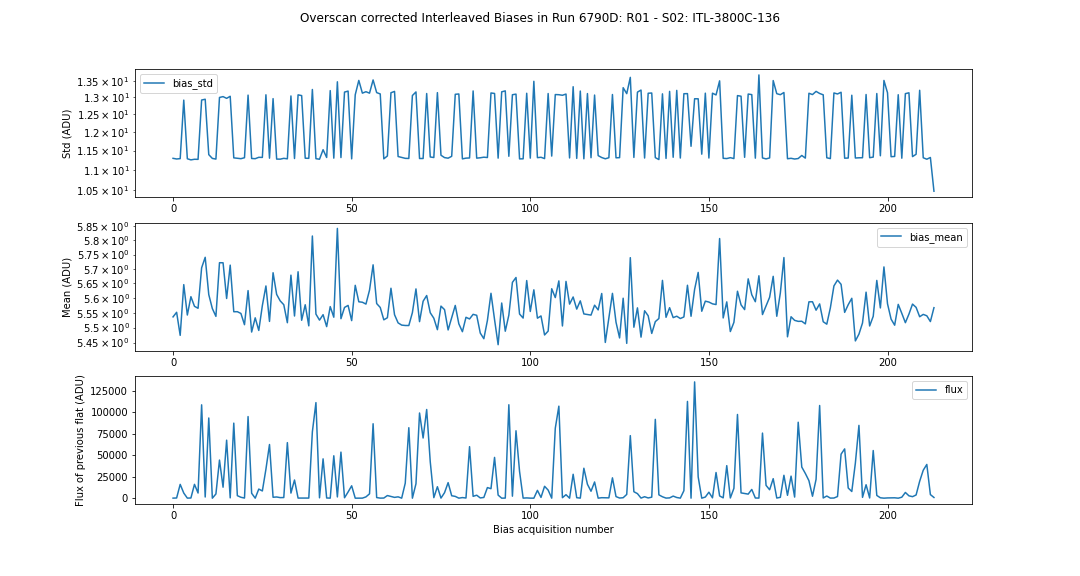 Overscan corrected Interleaved Biases in Run 6790D: R01 - S02: ITL-3800C-136
Std (ADU)
1.35 × 10¹
1.3 × 10¹
1.25 × 10¹
1.2 × 10¹
1.15 × 10¹
1.1 × 10¹
1.05 × 10¹
bias_std
0 50 100 150 200
Mean (ADU)
5.85 × 10⁰
5.8 × 10⁰
5.75 × 10⁰
5.7 × 10⁰
5.65 × 10⁰
5.6 × 10⁰
5.55 × 10⁰
5.5 × 10⁰
5.45 × 10⁰
bias_mean
0 50 100 150 200
Flux of previous flat (ADU)
125000
100000
75000
50000
25000
0
flux
0 50 100 150 200
Bias acquisition number